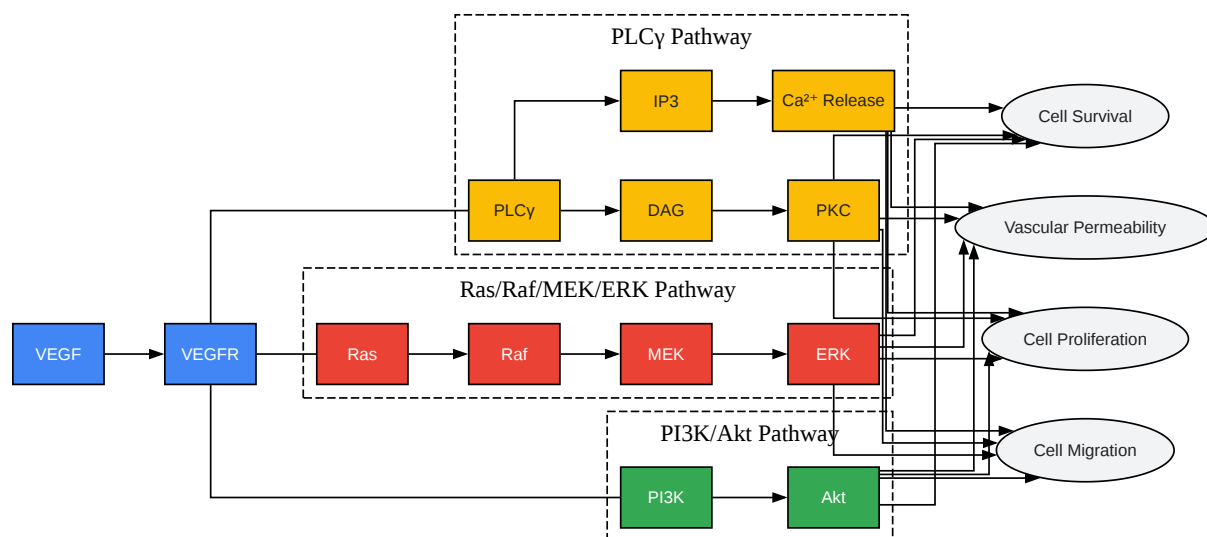 PLCγ Pathway
IP3
Ca²⁺ Release
Cell Survival
PLCγ
DAG
PKC
Vascular Permeability
Ras/Raf/MEK/ERK Pathway
VEGF
VEGFR
Ras
Raf
MEK
ERK
Cell Proliferation
PI3K/Akt Pathway
Cell Migration
PI3K
Akt